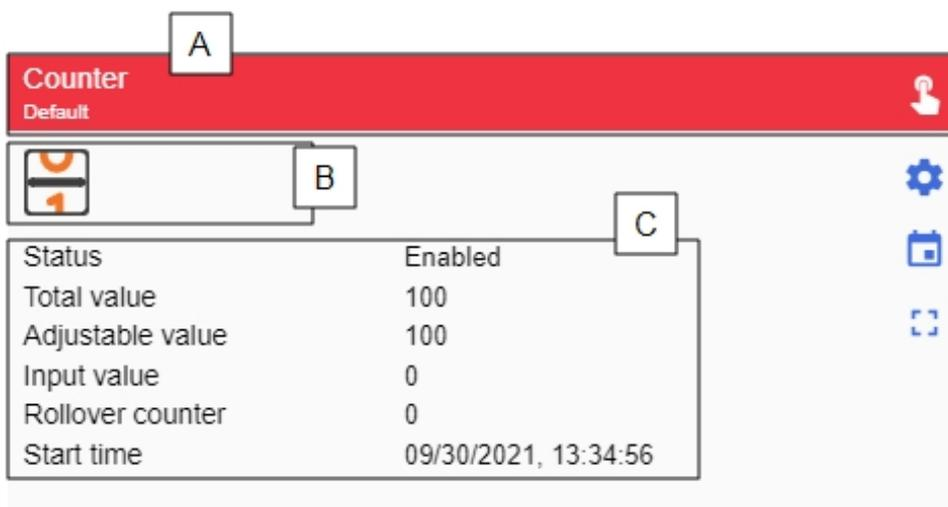 A
Counter
Default
B
C
Status Enabled
Total value 100
Adjustable value 100
Input value 0
Rollover counter 0
Start time 09/30/2021, 13:34:56